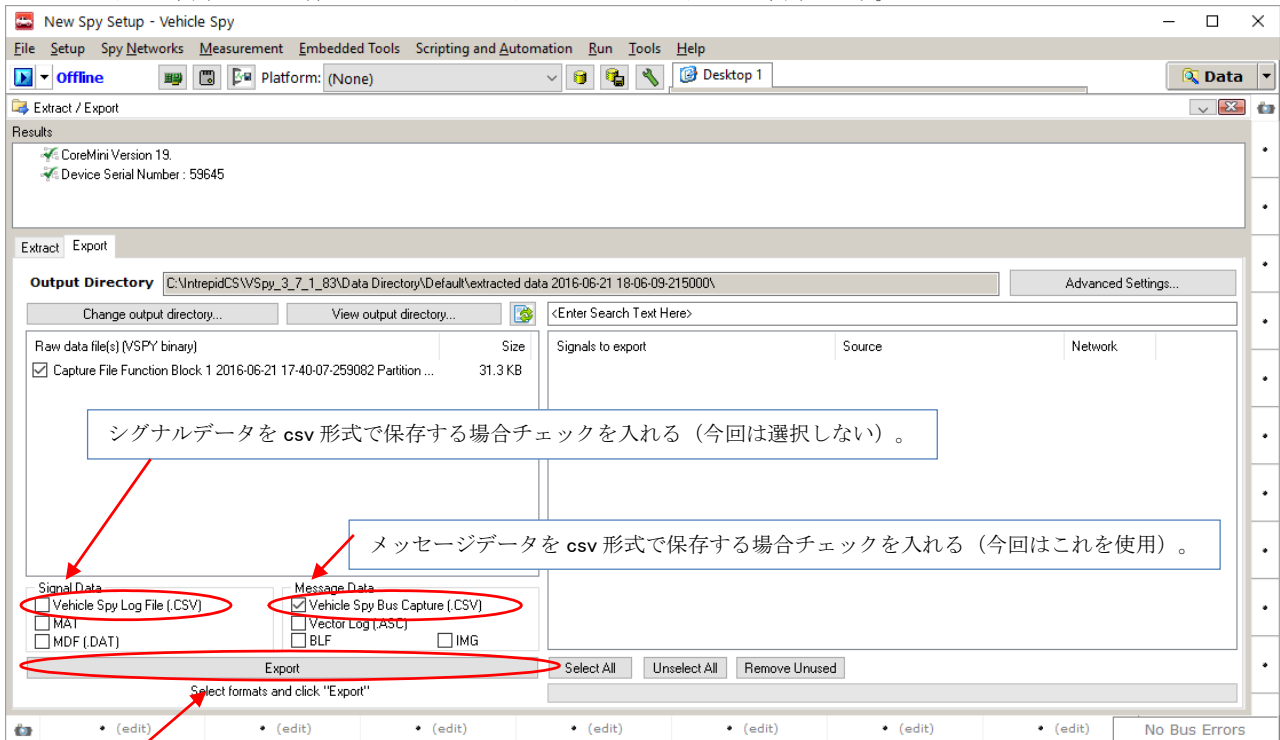 New Spy Setup - Vehicle Spy
File Setup Spy Networks Measurement Embedded Tools Scripting and Automation Run Tools Help
Offline Platform: (None) Desktop 1 Data
Extract / Export
Results
CoreMini Version 19.
Device Serial Number : 59645
Extract Export
Output Directory C:\IntrepidCS\VSpy_3_7_1_83\Data Directory\Default\extracted data 2016-06-21 18-06-09-215000\ Advanced Settings...
Change output directory... View output directory... <Enter Search Text Here>
Raw data file(s) (VSPY binary) Size Signals to export Source Network
Capture File Function Block 1 2016-06-21 17-40-07-259082 Partition ... 31.3 KB
シグナルデータを csv 形式で保存する場合チェックを入れる（今回は選択しない）。
メッセージデータを csv 形式で保存する場合チェックを入れる（今回はこれを使用）。
Signal Data Message Data
Vehicle Spy Log File (.CSV) Vehicle Spy Bus Capture (.CSV)
MAT Vector Log (.ASC)
MDF (.DAT) BLF IMG
Export Select All Unselect All Remove Unused
Select formats and click "Export"
(edit) (edit) (edit) (edit) (edit) (edit) (edit) No Bus Errors